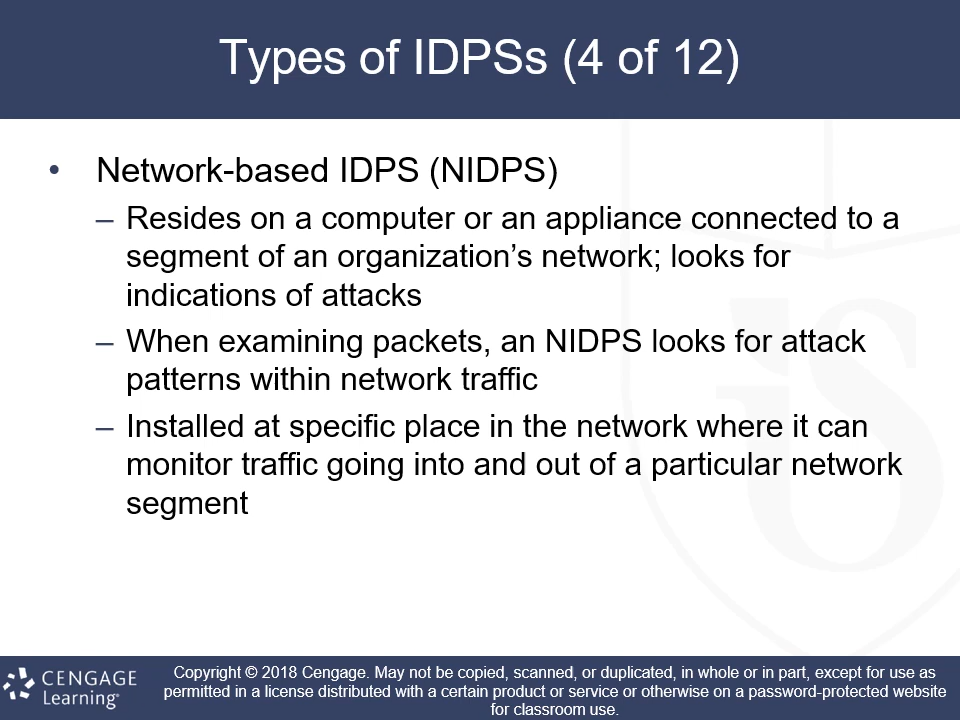 Types of IDPSs (4 of 12)
• Network-based IDPS (NIDPS)
– Resides on a computer or an appliance connected to a
segment of an organization’s network; looks for
indications of attacks
– When examining packets, an NIDPS looks for attack
patterns within network traffic
– Installed at specific place in the network where it can
monitor traffic going into and out of a particular network
segment
iS
CENGAGE
Learning®
Copyright © 2018 Cengage. May not be copied, scanned, or duplicated, in whole or in part, except for use as
permitted in a license distributed with a certain product or service or otherwise on a password-protected website
for classroom use.